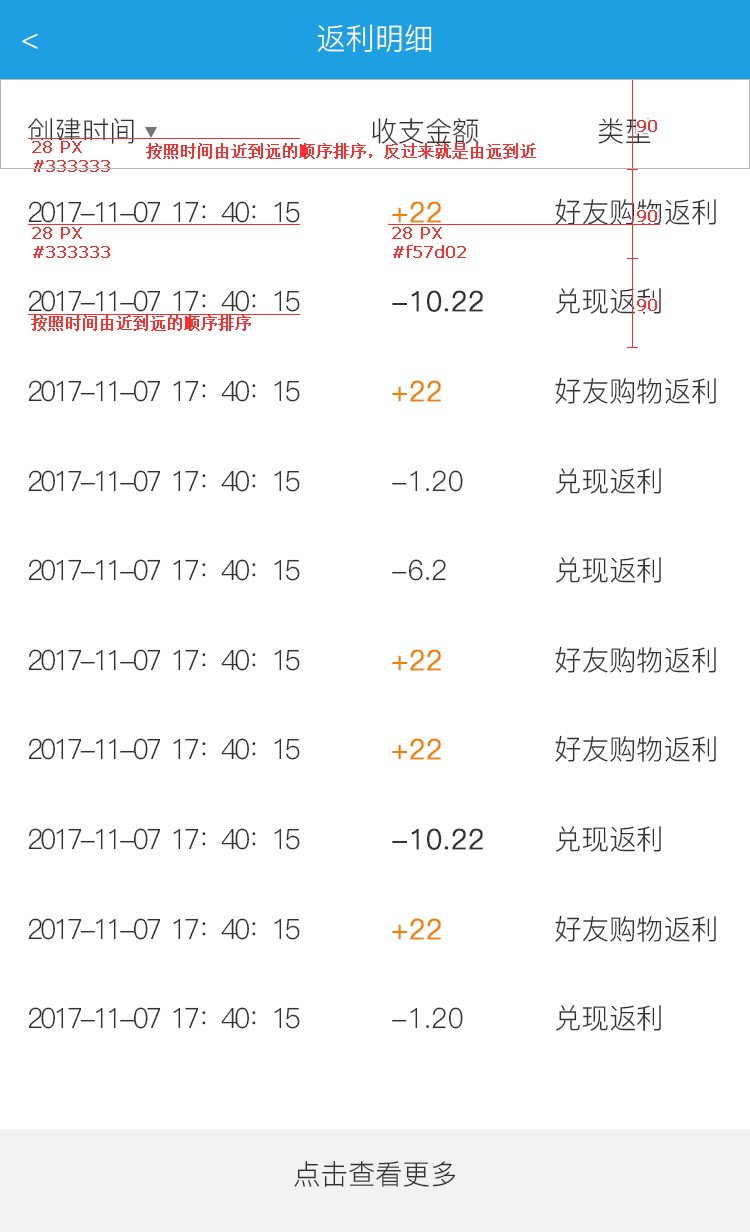 < 返利明细
创建时间 ▼ 收支金额 类型 90
28 PX 按照时间由近到远的顺序排序，反过来就是由远到近
#333333
2017-11-07 17：40：15 +22 好友购物返利 90
28 PX 28 PX
#333333 #f57d02
2017-11-07 17：40：15 -10.22 兑现返利 90
按照时间由近到远的顺序排序
2017-11-07 17：40：15 +22 好友购物返利
2017-11-07 17：40：15 -1.20 兑现返利
2017-11-07 17：40：15 -6.2 兑现返利
2017-11-07 17：40：15 +22 好友购物返利
2017-11-07 17：40：15 +22 好友购物返利
2017-11-07 17：40：15 -10.22 兑现返利
2017-11-07 17：40：15 +22 好友购物返利
2017-11-07 17：40：15 -1.20 兑现返利
点击查看更多